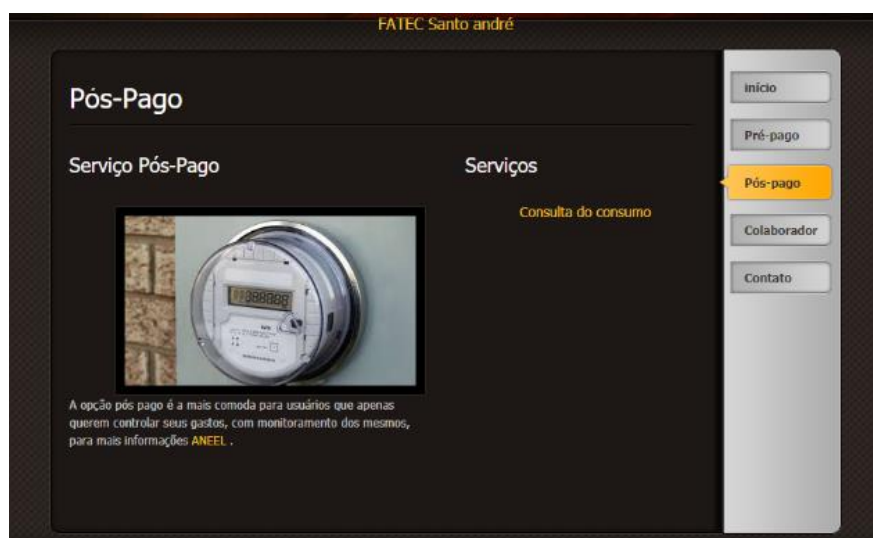 FATEC Santo andré
Pós-Pago
Serviço Pós-Pago
A opção pós pago é a mais comoda para usuários que apenas
querem controlar seus gastos, com monitoramento dos mesmos,
para mais informações ANEEL .
Serviços
Consulta do consumo
início
Pré-pago
Pós-pago
Colaborador
Contato